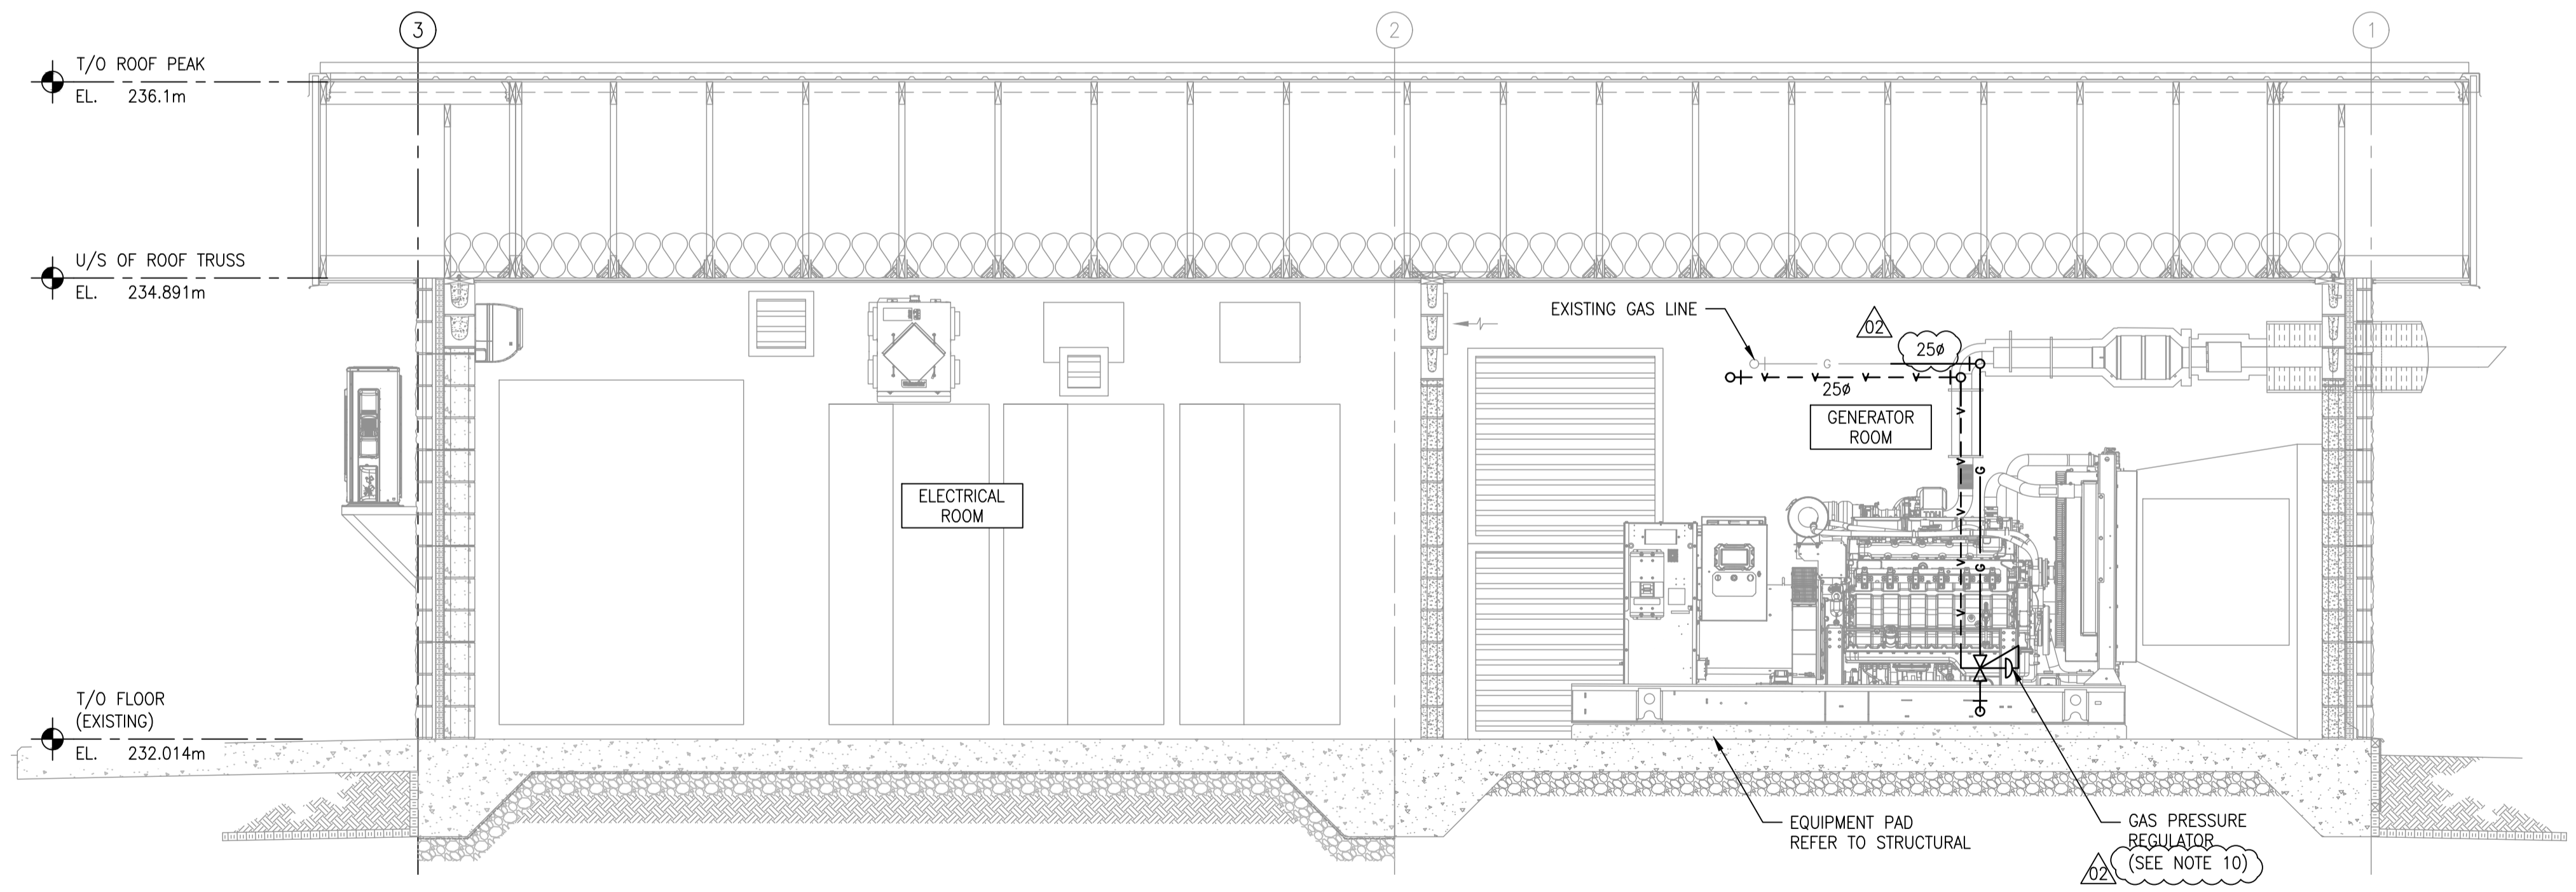 3
2
1
T/O ROOF PEAK
EL. 236.1m
U/S OF ROOF TRUSS
EL. 234.891m
EXISTING GAS LINE
02
25ø
G
V V V V
25ø
GENERATOR
ROOM
V
G
V
G
V
V
ELECTRICAL
ROOM
T/O FLOOR
(EXISTING)
EL. 232.014m
EQUIPMENT PAD
REFER TO STRUCTURAL
GAS PRESSURE
REGULATOR
02
(SEE NOTE 10)